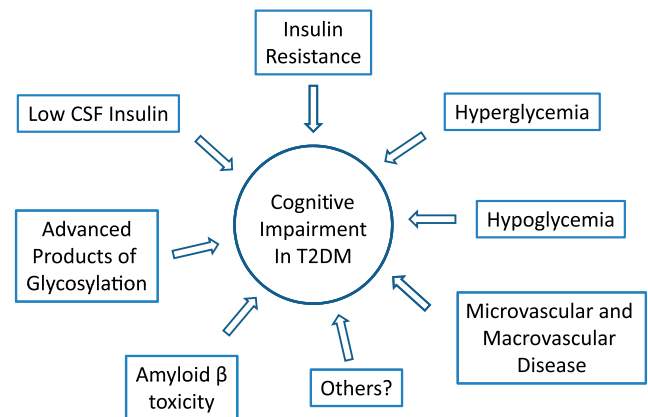 Insulin
Resistance
Low CSF Insulin
Hyperglycemia
Cognitive
Impairment
In T2DM
Hypoglycemia
Advanced
Products of
Glycosylation
Microvascular and
Macrovascular
Disease
Amyloid β
toxicity
Others?